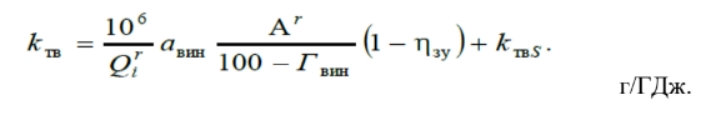 k_тв = 10^6 / Q_i^r a_вин A^r / (100 − Г_вин) (1 − η_зу) + k_твS.
г/ГДж.